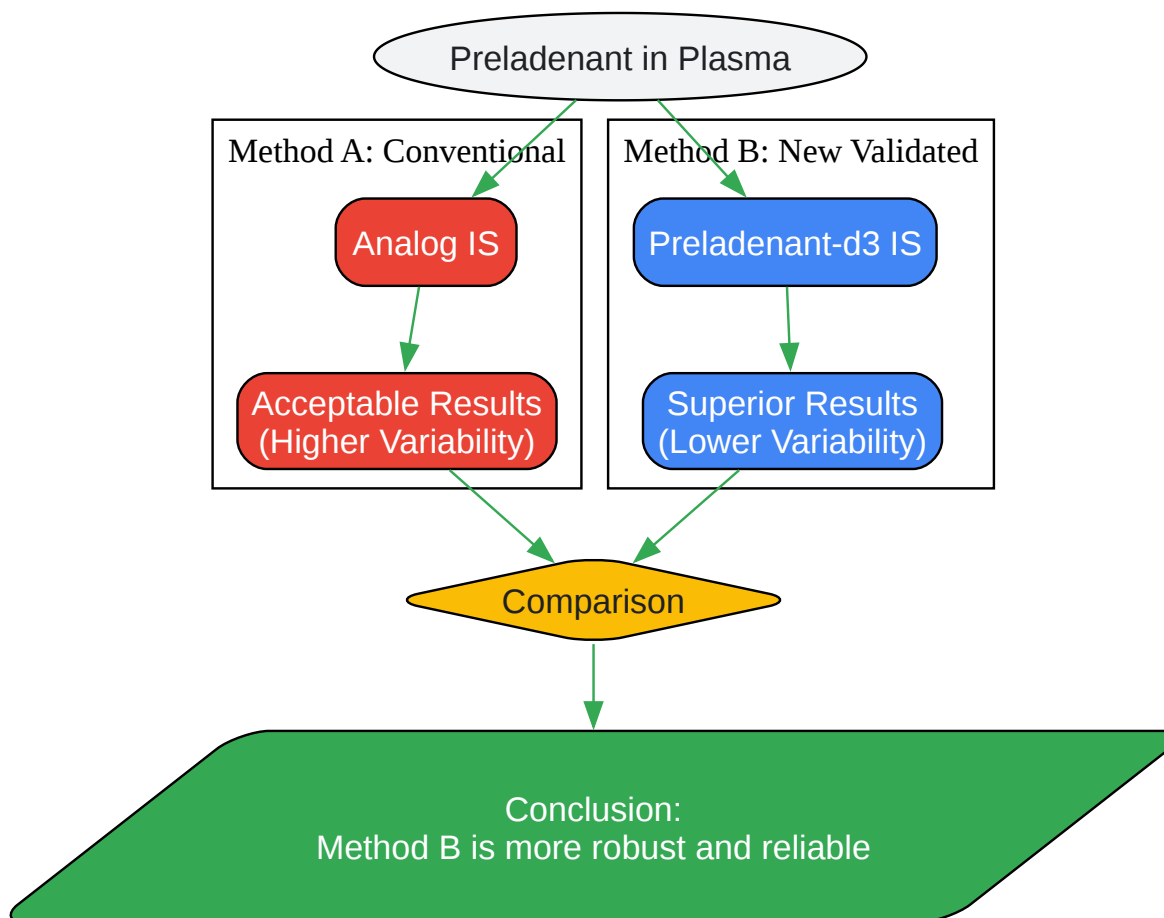 Preladenant in Plasma
Method A: Conventional
Method B: New Validated
Analog IS
Preladenant-d3 IS
Acceptable Results
(Higher Variability)
Superior Results
(Lower Variability)
Comparison
Conclusion:
Method B is more robust and reliable